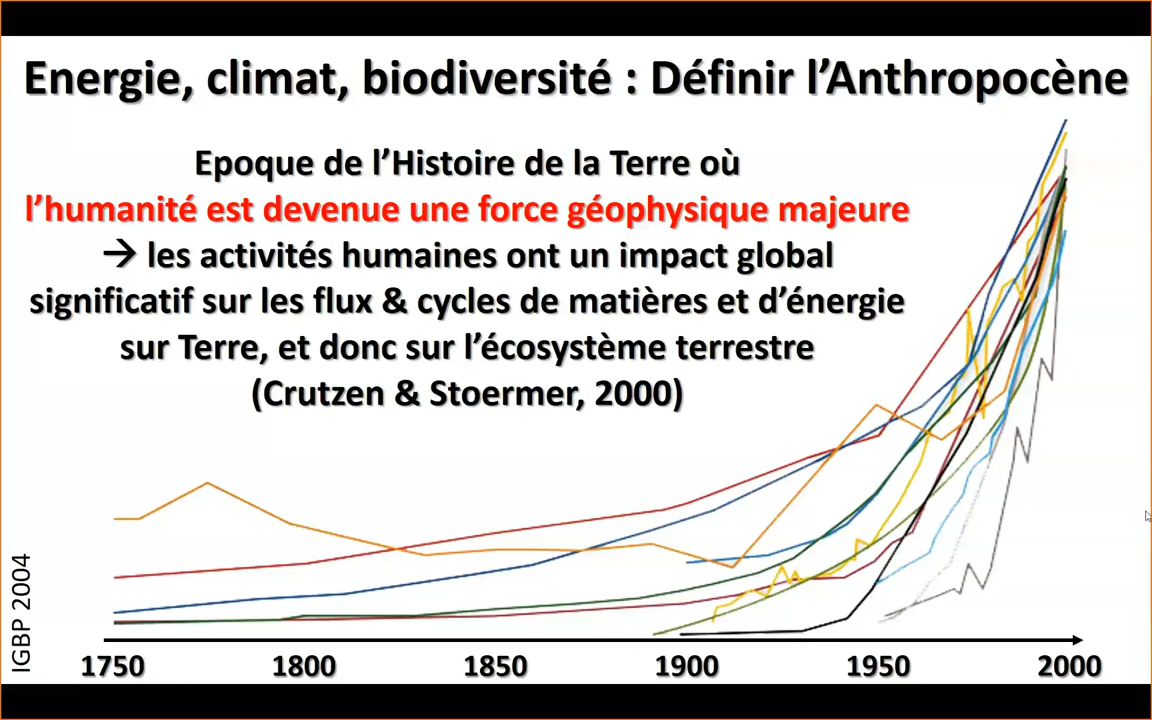 Energie, climat, biodiversité : Définir l’Anthropocène
Epoque de l’Histoire de la Terre où
l’humanité est devenue une force géophysique majeure
→ les activités humaines ont un impact global
significatif sur les flux & cycles de matières et d’énergie
sur Terre, et donc sur l’écosystème terrestre
(Crutzen & Stoermer, 2000)
IGBP 2004
1750 1800 1850 1900 1950 2000